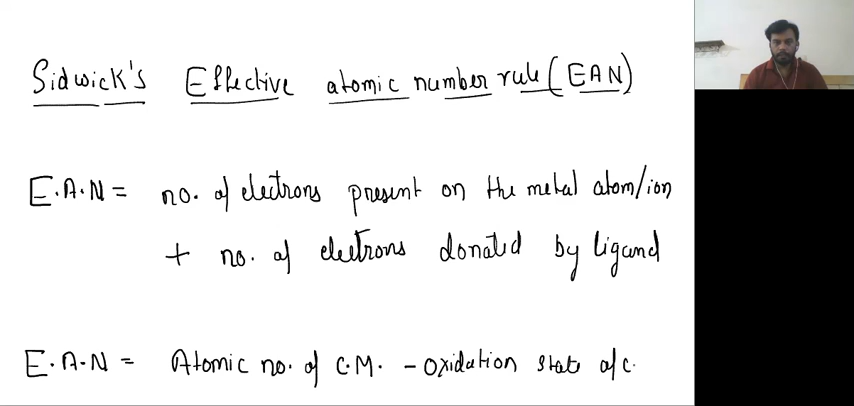 Sidwick's Effective atomic number rule (EAN)
E.A.N = no. of electrons present on the metal atom/ion
+ no. of electrons donated by ligand
E.A.N = Atomic no. of C.M. - Oxidation state of C.